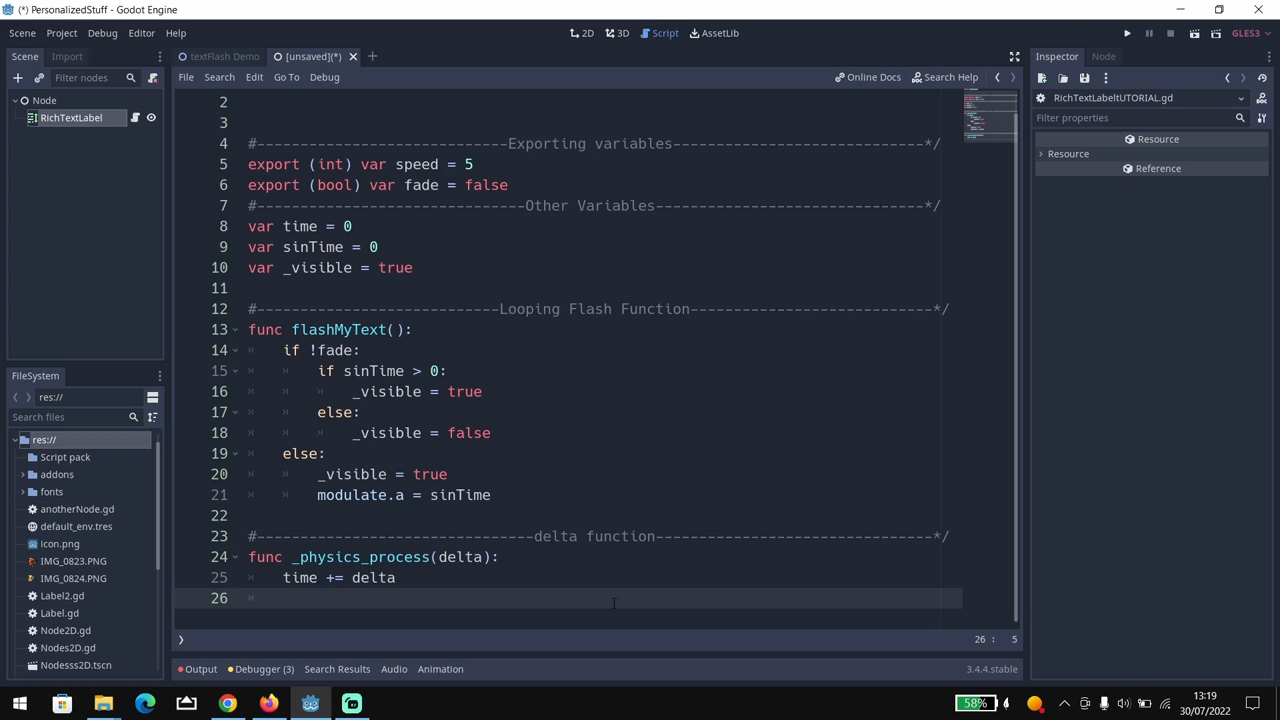 (*) PersonalizedStuff - Godot Engine
Scene Project Debug Editor Help
2D 3D Script AssetLib
GLES3
Scene Import
Filter nodes
Node
RichTextLabel
FileSystem
res://
Search files
res://
Script pack
addons
fonts
anotherNode.gd
default_env.tres
icon.png
IMG_0823.PNG
IMG_0824.PNG
Label2.gd
Label.gd
Node2D.gd
Nodes2D.gd
Nodesss2D.tscn
textFlash Demo [unsaved](*)
File Search Edit Go To Debug
Online Docs Search Help
2
3
4 #-----------------------------Exporting variables------------------------------*/
5 export (int) var speed = 5
6 export (bool) var fade = false
7 #-------------------------------Other Variables-------------------------------*/
8 var time = 0
9 var sinTime = 0
10 var _visible = true
11
12 #----------------------------Looping Flash Function----------------------------*/
13 func flashMyText():
14 if !fade:
15 if sinTime > 0:
16 _visible = true
17 else:
18 _visible = false
19 else:
20 _visible = true
21 modulate.a = sinTime
22
23 #--------------------------------delta function--------------------------------*/
24 func _physics_process(delta):
25 time += delta
26
26 : 5
Output Debugger (3) Search Results Audio Animation
3.4.4.stable
Inspector Node
RichTextLabeltUTORIAL.gd
Filter properties
Resource
Resource
Reference
58%
13:19
30/07/2022